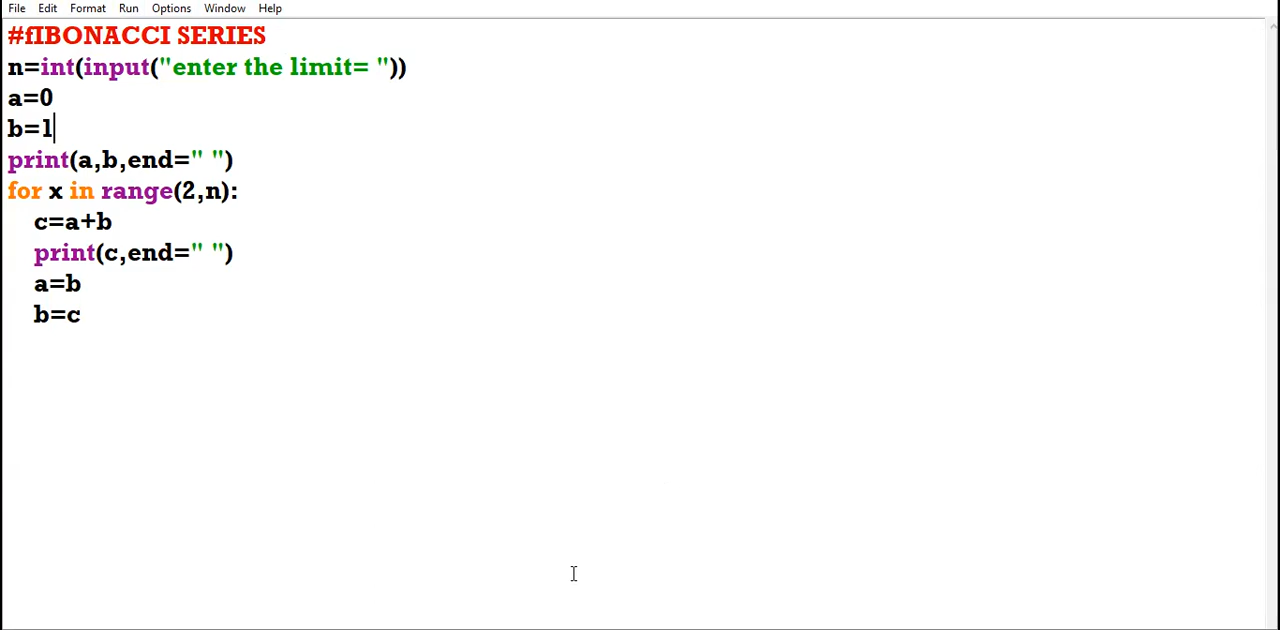 File Edit Format Run Options Window Help
#fIBONACCI SERIES
n=int(input("enter the limit= "))
a=0
b=1
print(a,b,end=" ")
for x in range(2,n):
    c=a+b
    print(c,end=" ")
    a=b
    b=c